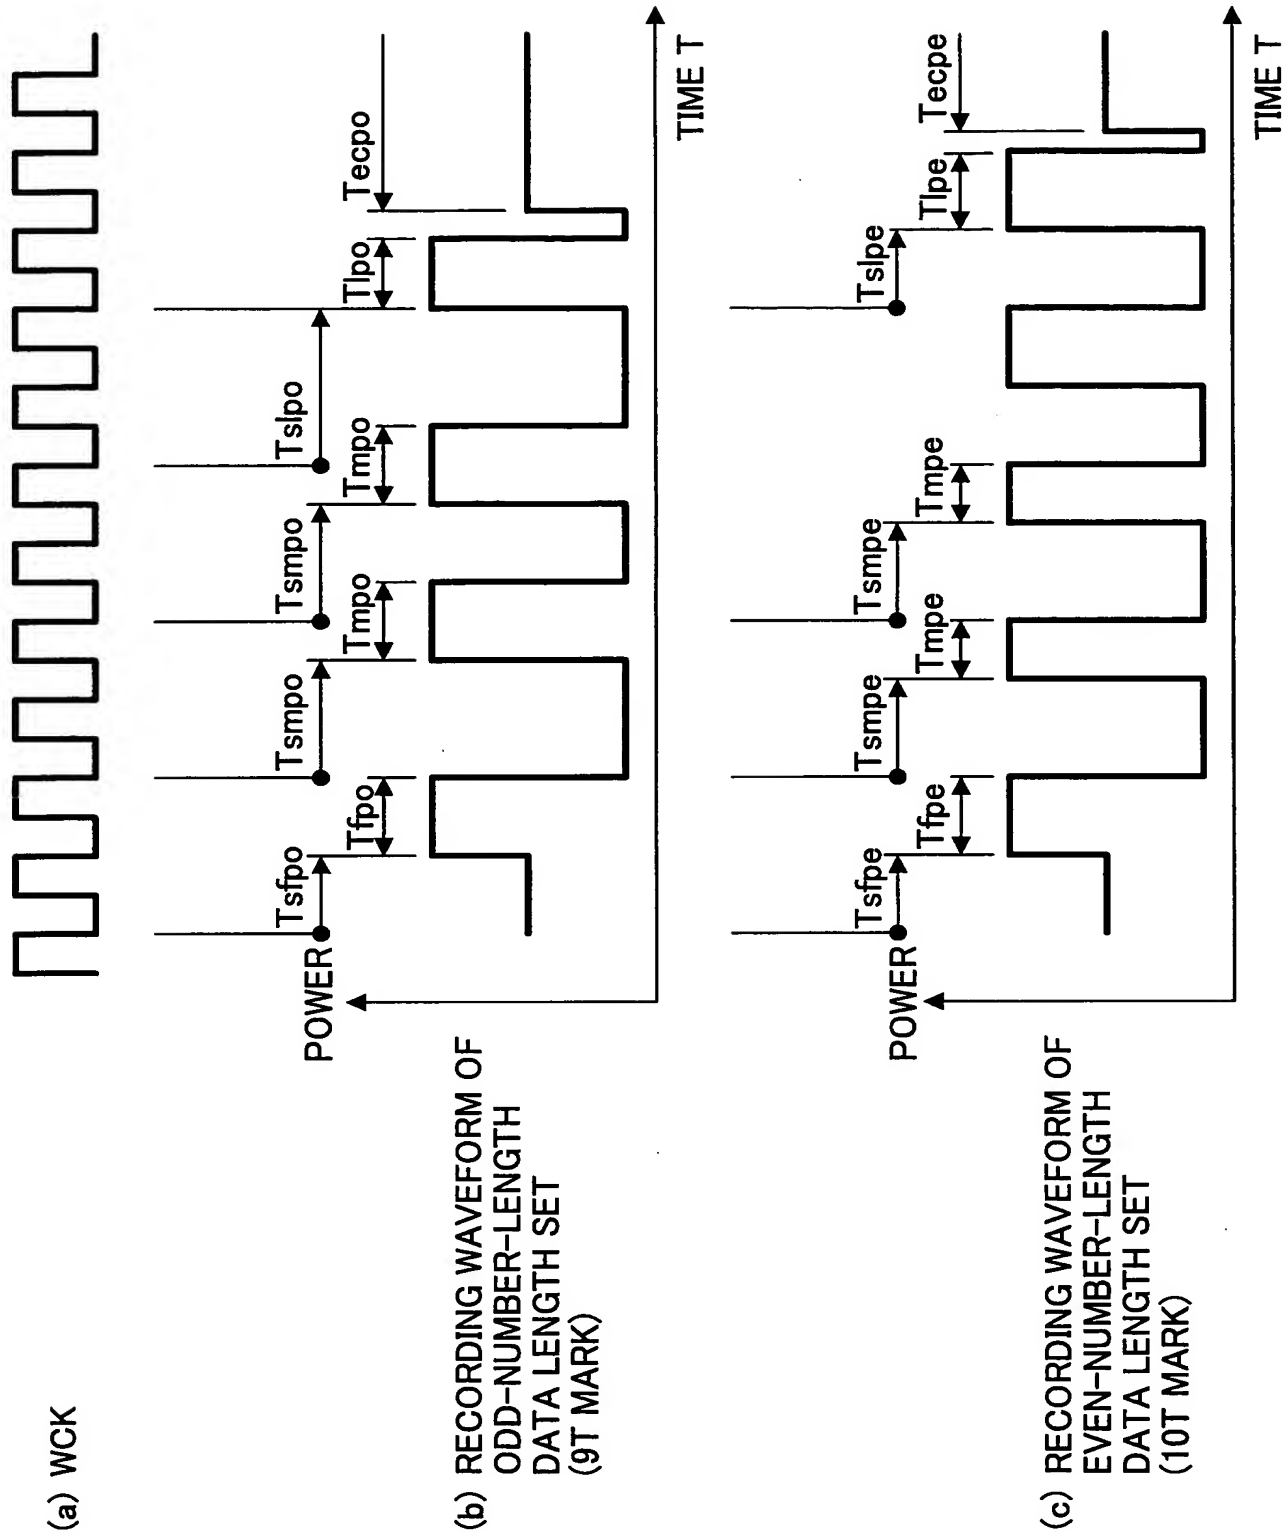 (a) WCK
(b) RECORDING WAVEFORM OF
ODD-NUMBER-LENGTH
DATA LENGTH SET
(9T MARK)
POWER
Tsfpo
Tsmpo
Tsmpo
Tslpo
Tfpo
Tmpo
Tmpo
Tlpo
Tecpo
TIME T
(c) RECORDING WAVEFORM OF
EVEN-NUMBER-LENGTH
DATA LENGTH SET
(10T MARK)
POWER
Tsfpe
Tsmpe
Tsmpe
Tslpe
Tfpe
Tmpe
Tmpe
Tlpe
Tecpe
TIME T